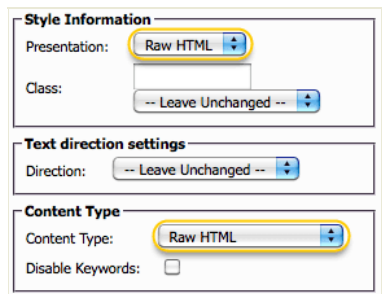 Style Information
Presentation: Raw HTML
Class:
-- Leave Unchanged --
Text direction settings
Direction: -- Leave Unchanged --
Content Type
Content Type: Raw HTML
Disable Keywords: